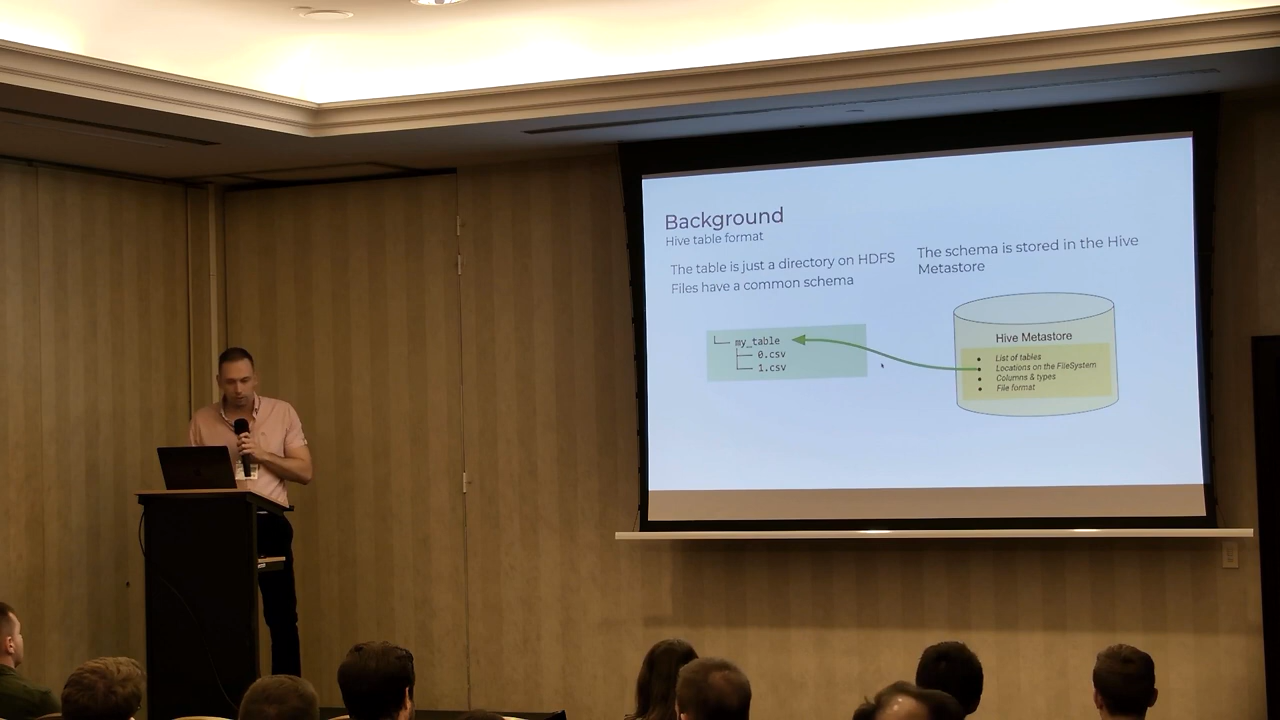 Background
Hive table format
The table is just a directory on HDFS
Files have a common schema
my_table
0.csv
1.csv
The schema is stored in the Hive
Metastore
Hive Metastore
List of tables
Locations on the FileSystem
Columns & types
File format